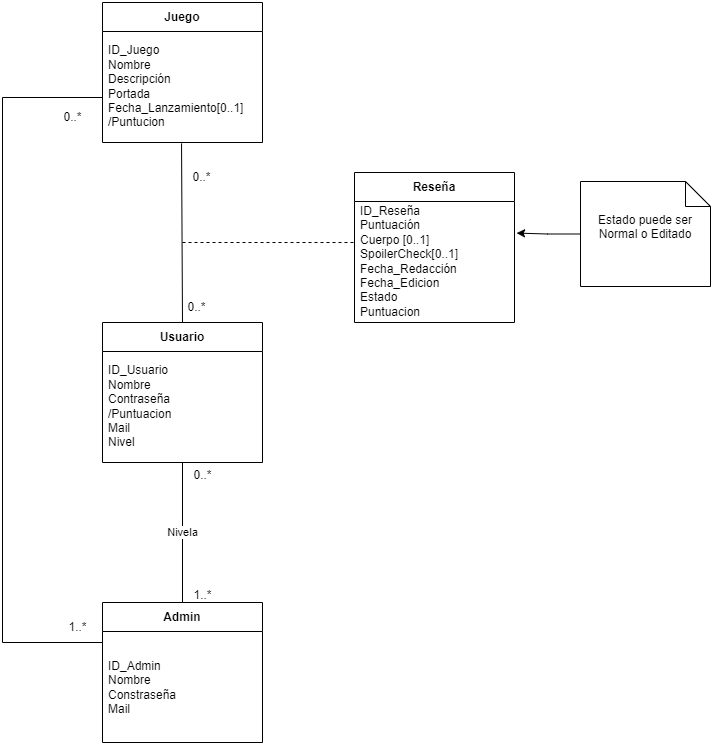 Juego
ID_Juego
Nombre
Descripción
Portada
Fecha_Lanzamiento[0..1]
/Puntucion
0..*
0..*
Reseña
ID_Reseña
Puntuación
Cuerpo [0..1]
SpoilerCheck[0..1]
Fecha_Redacción
Fecha_Edicion
Estado
Puntuacion
Estado puede ser
Normal o Editado
0..*
Usuario
ID_Usuario
Nombre
Contraseña
/Puntuacion
Mail
Nivel
0..*
Nivela
1..*
1..*
Admin
ID_Admin
Nombre
Constraseña
Mail